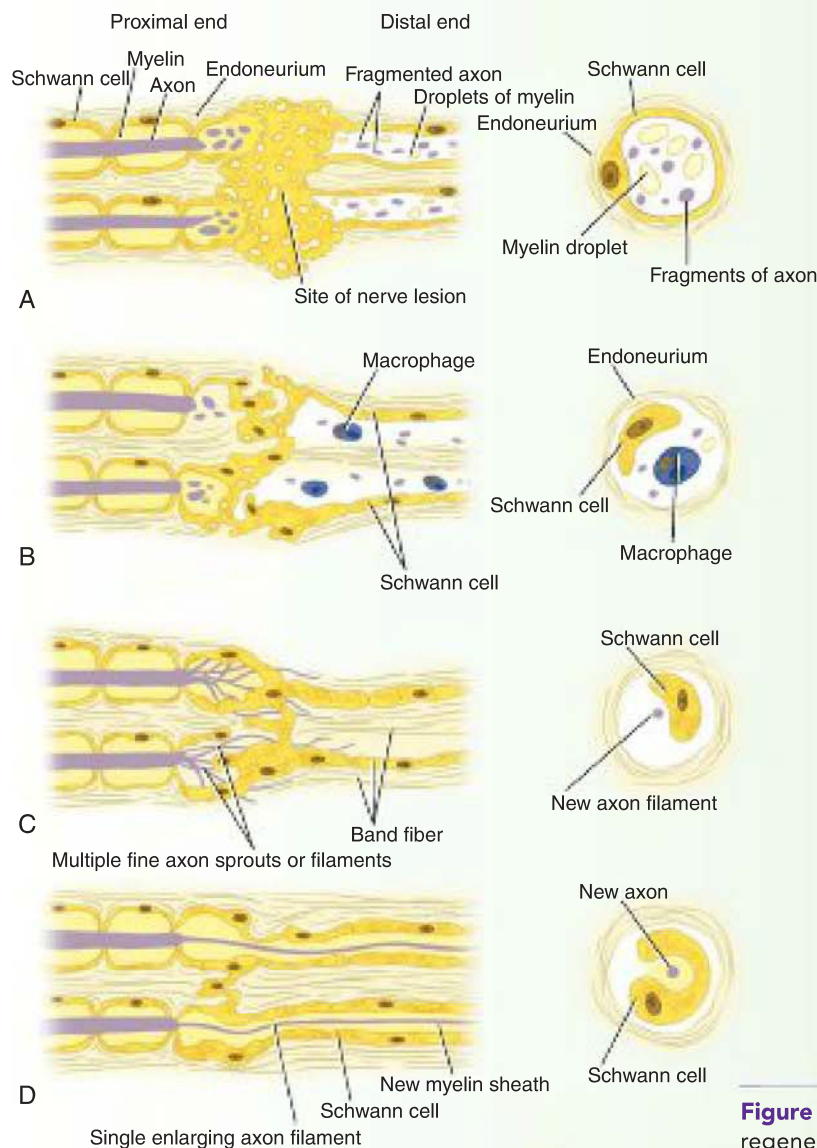 Proximal end
Distal end
Myelin
Schwann cell
Axon
Endoneurium
Fragmented axon
Droplets of myelin
Schwann cell
Endoneurium
Myelin droplet
Fragments of axon
Site of nerve lesion
A
Macrophage
Endoneurium
Schwann cell
Macrophage
B
Schwann cell
Schwann cell
New axon filament
C
Band fiber
Multiple fine axon sprouts or filaments
New axon
New myelin sheath
Schwann cell
D
Schwann cell
Single enlarging axon filament
Figure
regene